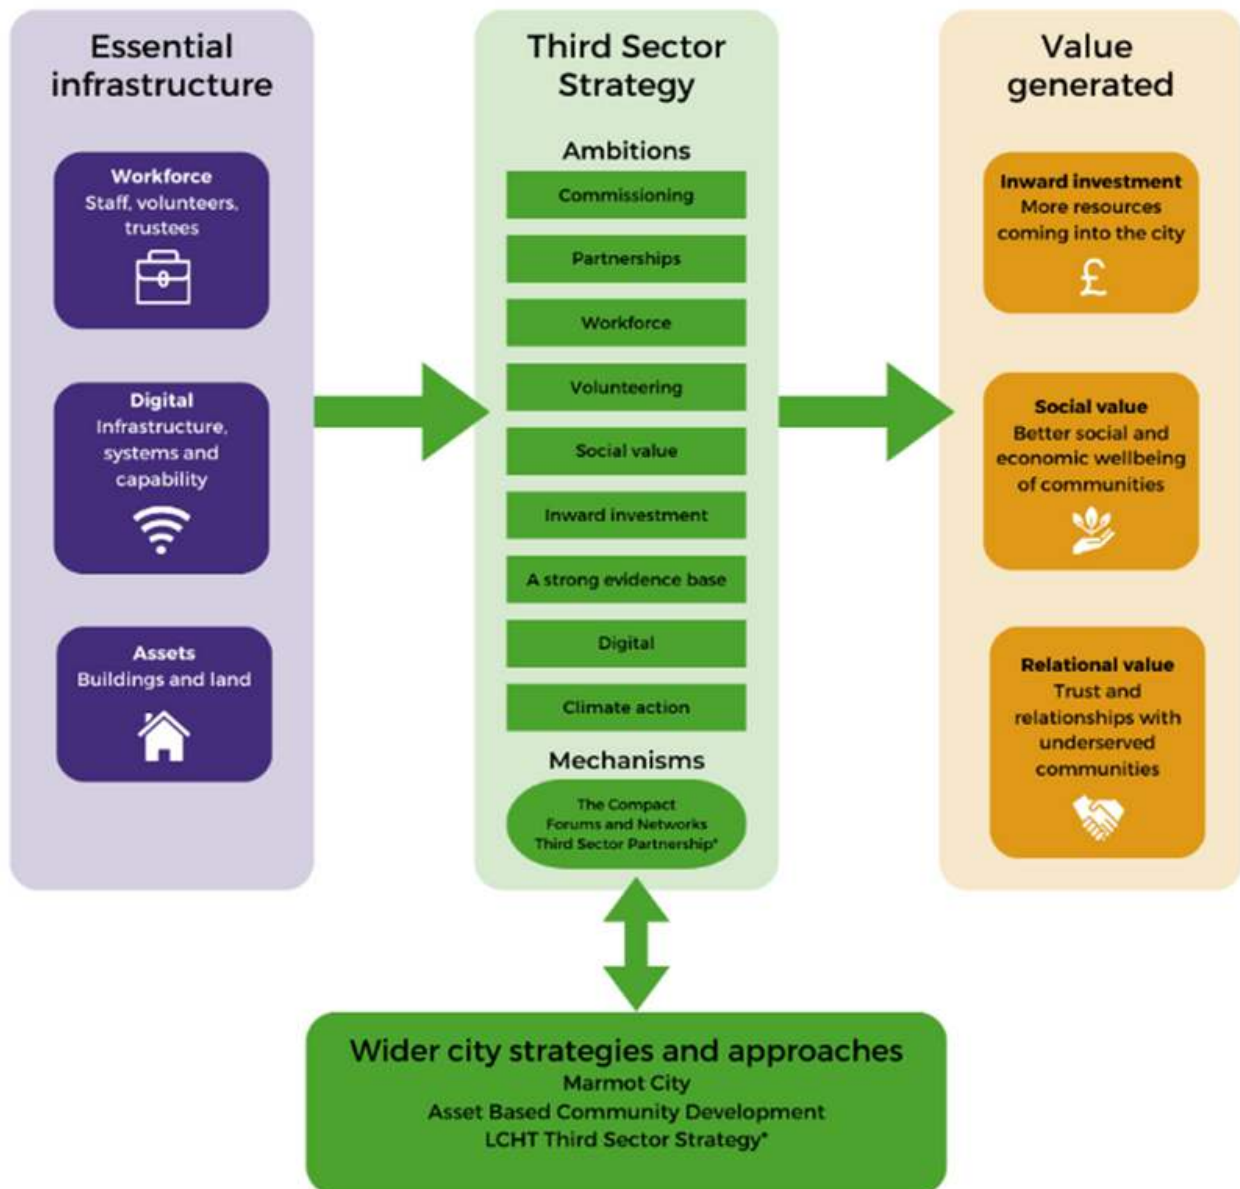 Essential
infrastructure
Workforce
Staff, volunteers,
trustees
Digital
Infrastructure,
systems and
capability
Assets
Buildings and land
Third Sector
Strategy
Ambitions
Commissioning
Partnerships
Workforce
Volunteering
Social value
Inward investment
A strong evidence base
Digital
Climate action
Mechanisms
The Compact
Forums and Networks
Third Sector Partnership*
Value
generated
Inward investment
More resources
coming into the city
£
Social value
Better social and
economic wellbeing
of communities
Relational value
Trust and
relationships with
underserved
communities
Wider city strategies and approaches
Marmot City
Asset Based Community Development
LCHT Third Sector Strategy*